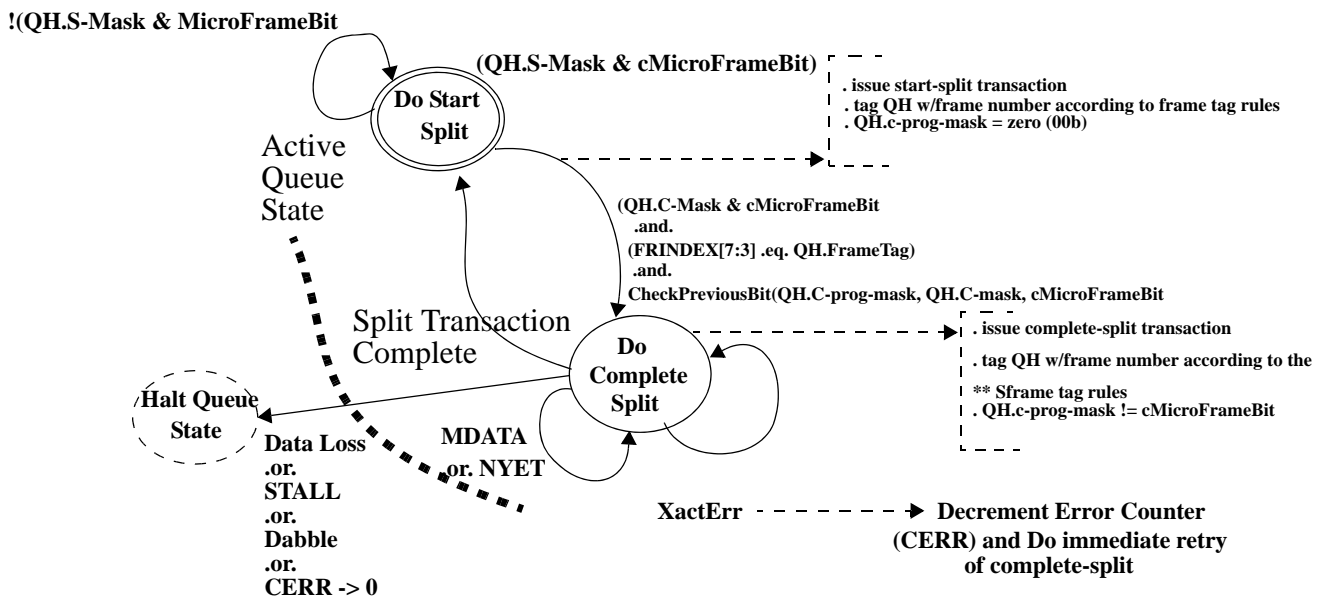 !(QH.S-Mask & MicroFrameBit
(QH.S-Mask & cMicroFrameBit)
. issue start-split transaction
. tag QH w/frame number according to frame tag rules
. QH.c-prog-mask = zero (00b)
Do Start
Split
Active
Queue
State
(QH.C-Mask & cMicroFrameBit
.and.
(FRINDEX[7:3] .eq. QH.FrameTag)
.and.
CheckPreviousBit(QH.C-prog-mask, QH.C-mask, cMicroFrameBit
Split Transaction
Complete
Do
Complete
Split
. issue complete-split transaction
. tag QH w/frame number according to the
** Sframe tag rules
. QH.c-prog-mask != cMicroFrameBit
Halt Queue
State
Data Loss
.or.
STALL
.or.
Dabble
.or.
CERR -> 0
MDATA
.or. NYET
XactErr
Decrement Error Counter
(CERR) and Do immediate retry
of complete-split